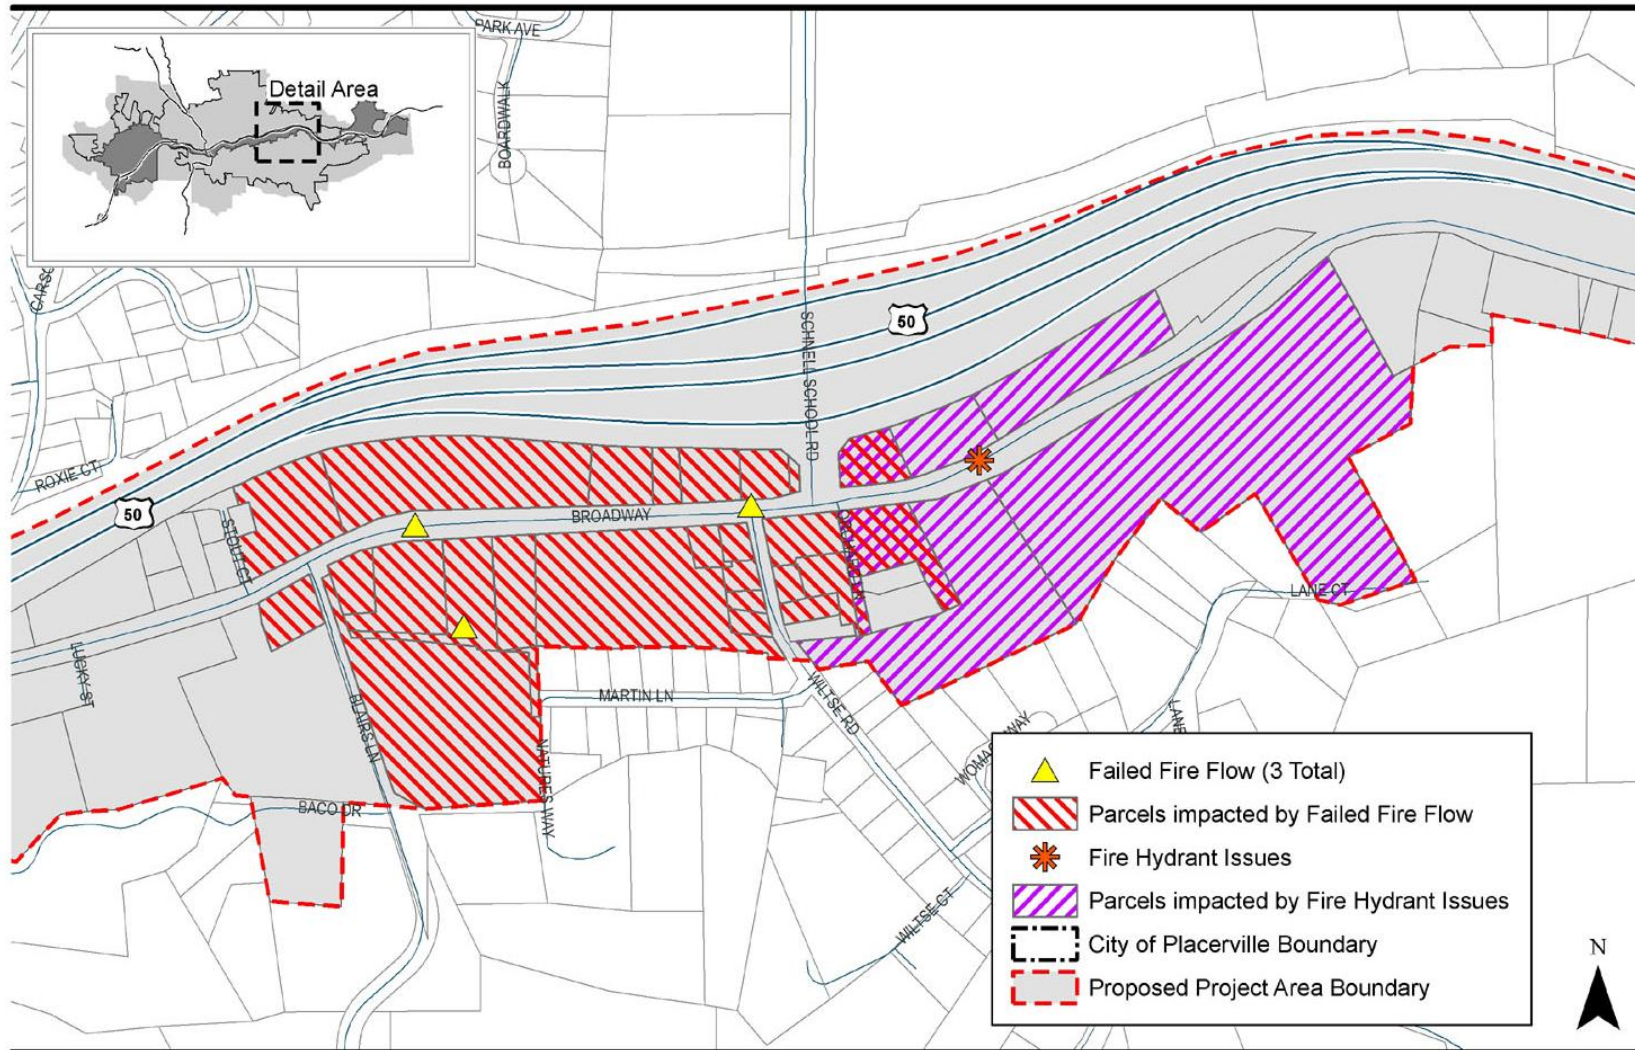 PARK AVE
Detail Area
BOARDWALK
SCHNELL SCHOOL RD
50
ROXIE CT
50
STOUT CT
BROADWAY
LANE CT
LUCKY ST
BLAIRS LN
MARTIN LN
WILTSE RD
NATURES WAY
BACO DR
WILTSE CT
LANE
Failed Fire Flow (3 Total)
Parcels impacted by Failed Fire Flow
Fire Hydrant Issues
Parcels impacted by Fire Hydrant Issues
City of Placerville Boundary
Proposed Project Area Boundary
N